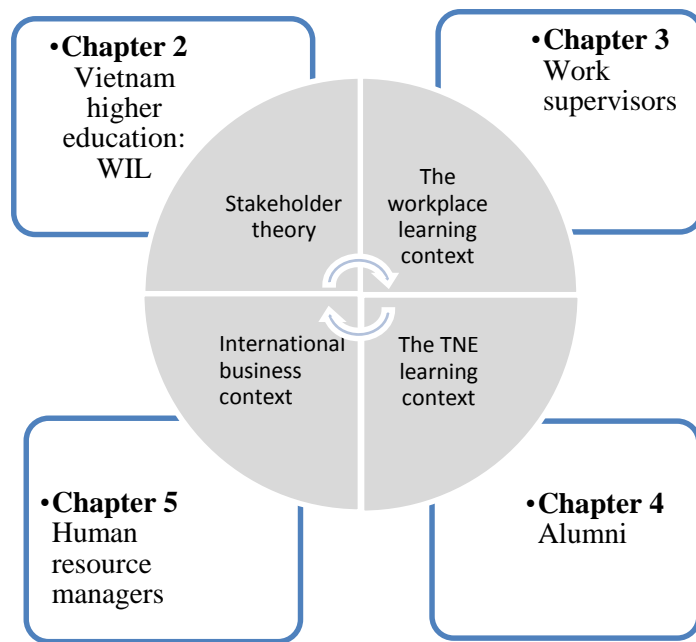 •Chapter 2
Vietnam
higher
education:
WIL
•Chapter 3
Work
supervisors
Stakeholder
theory
The
workplace
learning
context
International
business
context
The TNE
learning
context
•Chapter 5
Human
resource
managers
•Chapter 4
Alumni